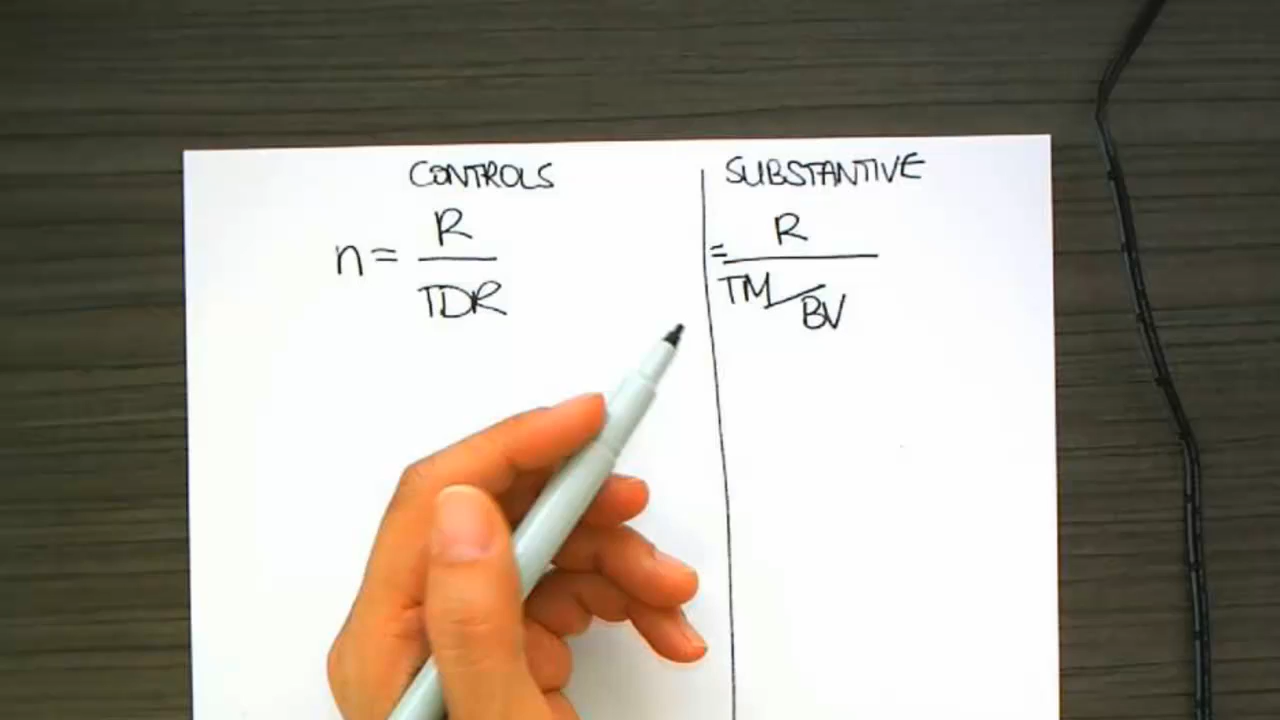 CONTROLS
n = R
TDR
SUBSTANTIVE
= R
TM/BV